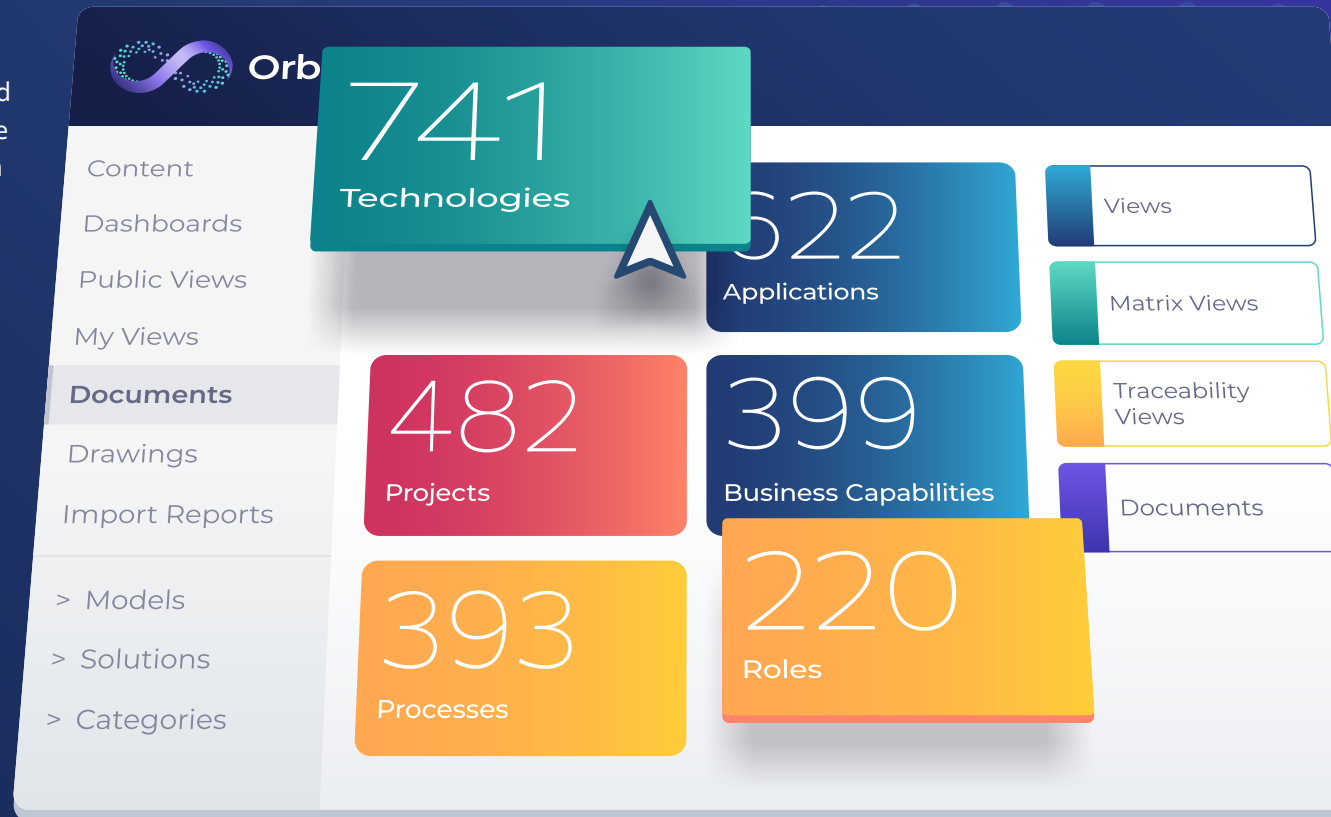 Orb
741
Technologies
Content
Dashboards
Public Views
My Views
Documents
Drawings
Import Reports
> Models
> Solutions
> Categories
622
Applications
482
Projects
399
Business Capabilities
393
Processes
220
Roles
Views
Matrix Views
Traceability
Views
Documents